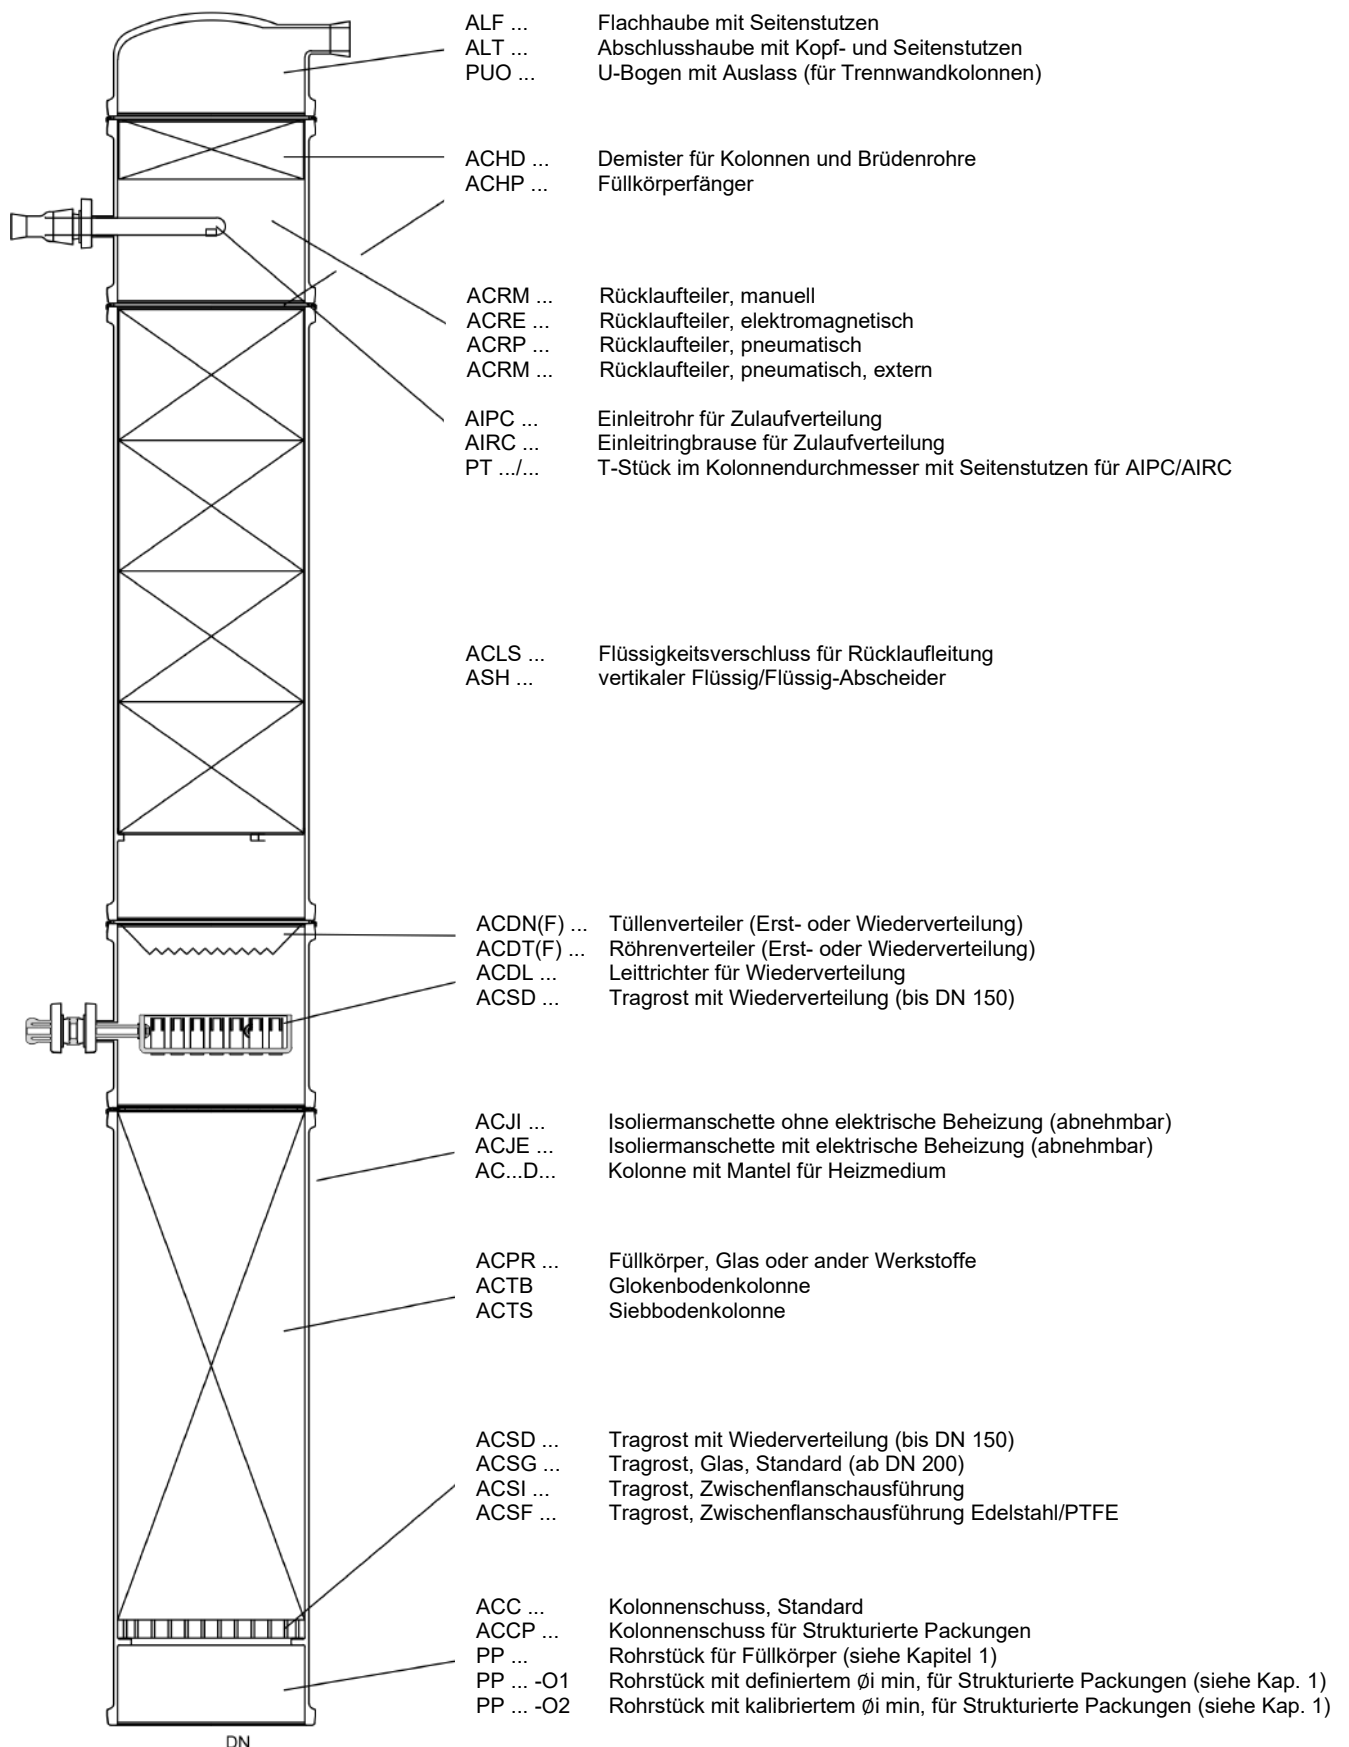 ALF ... Flachhaube mit Seitenstutzen
ALT ... Abschlusshaube mit Kopf- und Seitenstutzen
PUO ... U-Bogen mit Auslass (für Trennwandkolonnen)
ACHD ... Demister für Kolonnen und Brüdenrohre
ACHP ... Füllkörperfänger
ACRM ... Rücklaufteiler, manuell
ACRE ... Rücklaufteiler, elektromagnetisch
ACRP ... Rücklaufteiler, pneumatisch
ACRM ... Rücklaufteiler, pneumatisch, extern
AIPC ... Einleitrohr für Zulaufverteilung
AIRC ... Einleitringbrause für Zulaufverteilung
PT .../... T-Stück im Kolonnendurchmesser mit Seitenstutzen für AIPC/AIRC
ACLS ... Flüssigkeitsverschluss für Rücklaufleitung
ASH ... vertikaler Flüssig/Flüssig-Abscheider
ACDN(F) ... Tüllenverteiler (Erst- oder Wiederverteilung)
ACDT(F) ... Röhrenverteiler (Erst- oder Wiederverteilung)
ACDL ... Leittrichter für Wiederverteilung
ACSD ... Tragrost mit Wiederverteilung (bis DN 150)
ACJI ... Isoliermanschette ohne elektrische Beheizung (abnehmbar)
ACJE ... Isoliermanschette mit elektrische Beheizung (abnehmbar)
AC...D... Kolonne mit Mantel für Heizmedium
ACPR ... Füllkörper, Glas oder ander Werkstoffe
ACTB Glokenbodenkolonne
ACTS Siebbodenkolonne
ACSD ... Tragrost mit Wiederverteilung (bis DN 150)
ACSG ... Tragrost, Glas, Standard (ab DN 200)
ACSI ... Tragrost, Zwischenflanschausführung
ACSF ... Tragrost, Zwischenflanschausführung Edelstahl/PTFE
ACC ... Kolonnenschuss, Standard
ACCP ... Kolonnenschuss für Strukturierte Packungen
PP ... Rohrstück für Füllkörper (siehe Kapitel 1)
PP ... -O1 Rohrstück mit definiertem Øi min, für Strukturierte Packungen (siehe Kap. 1)
PP ... -O2 Rohrstück mit kalibriertem Øi min, für Strukturierte Packungen (siehe Kap. 1)
DN